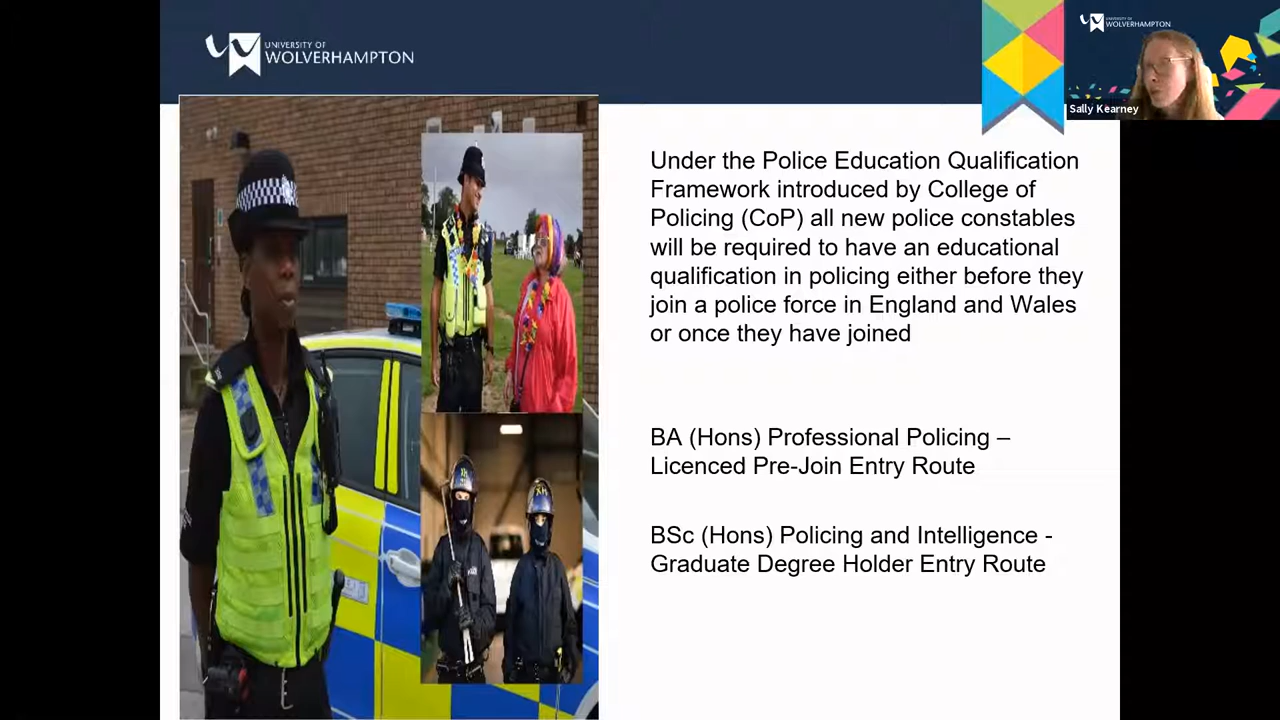 UNIVERSITY OF
WOLVERHAMPTON
UNIVERSITY OF
WOLVERHAMPTON
Sally Kearney
Under the Police Education Qualification
Framework introduced by College of
Policing (CoP) all new police constables
will be required to have an educational
qualification in policing either before they
join a police force in England and Wales
or once they have joined
BA (Hons) Professional Policing –
Licenced Pre-Join Entry Route
BSc (Hons) Policing and Intelligence -
Graduate Degree Holder Entry Route